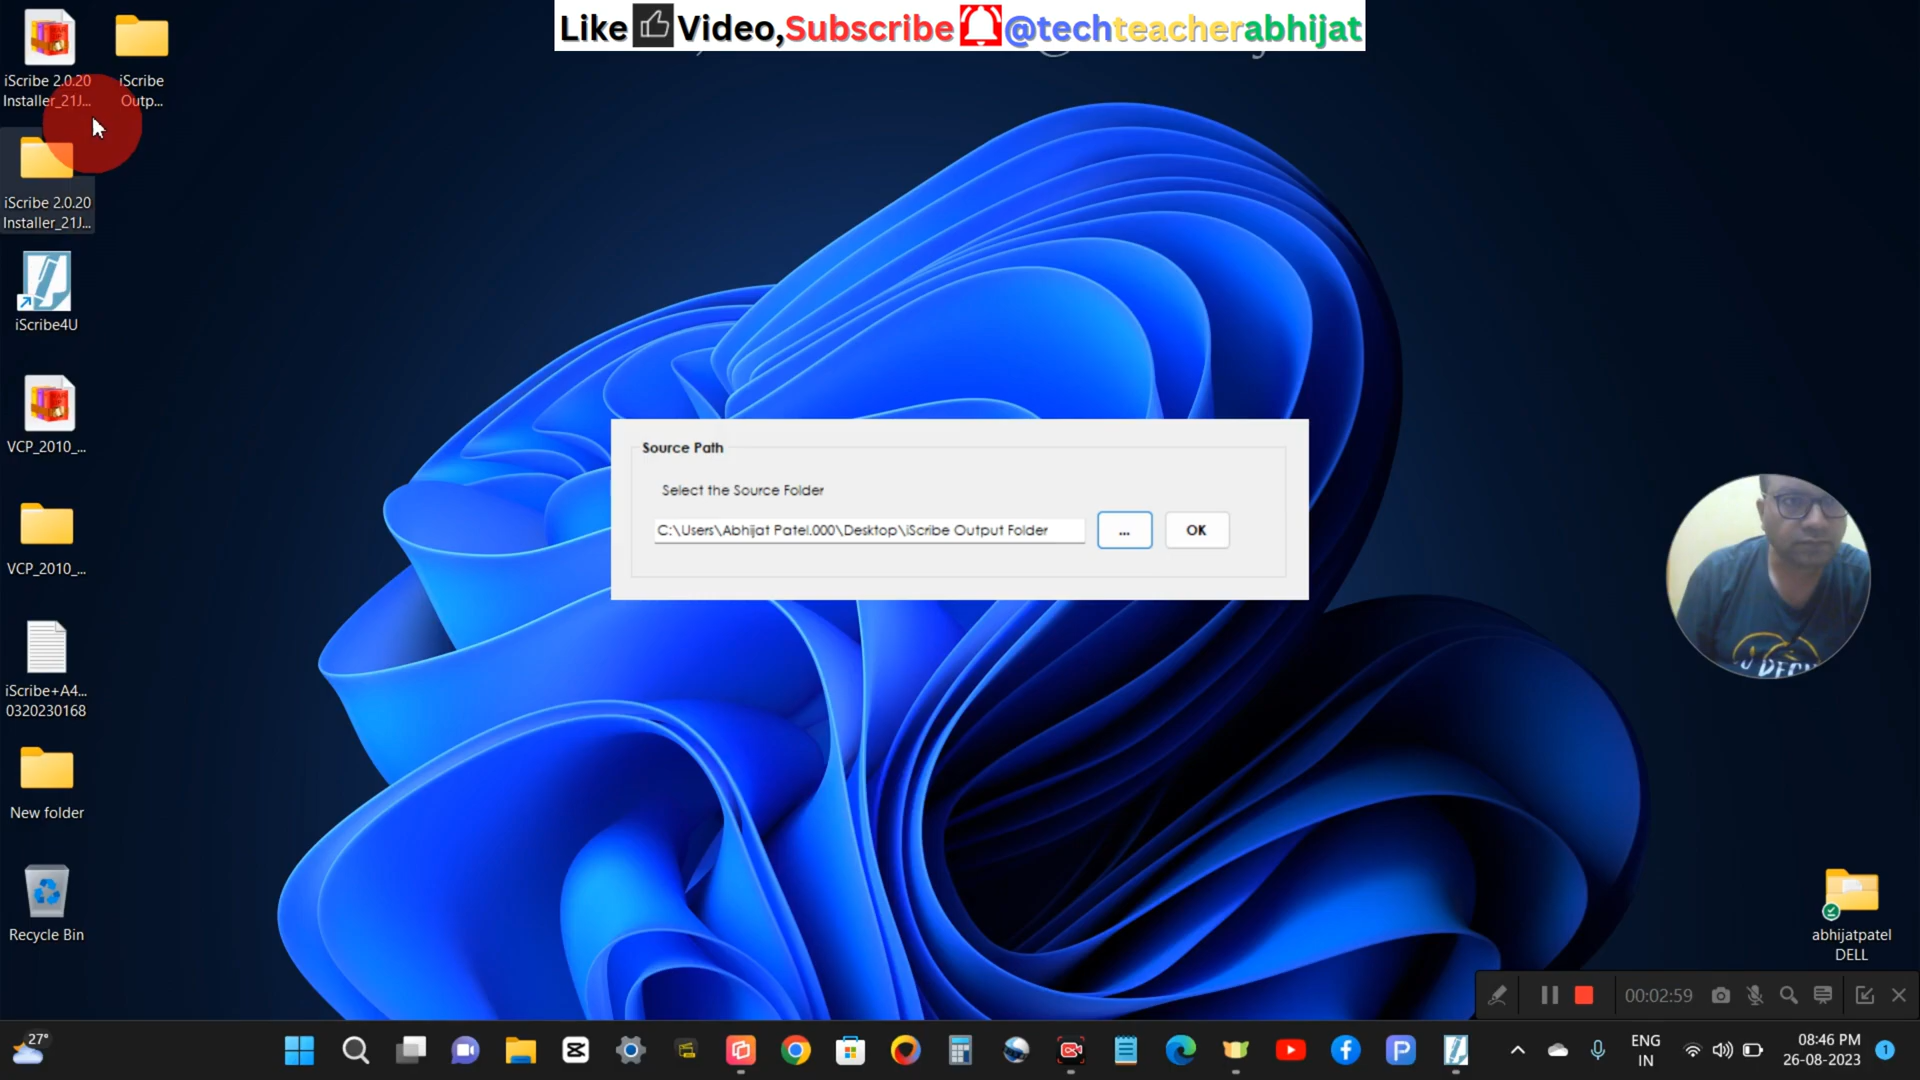 Like Video,Subscribe @techteacherabhijat
iScribe 2.0.20
Installer_21J...
iScribe
Outp...
iScribe 2.0.20
Installer_21J...
iScribe4U
VCP_2010_...
VCP_2010_...
iScribe+A4...
0320230168
New folder
Recycle Bin
Source Path
Select the Source Folder
C:\Users\Abhijat Patel.000\Desktop\iScribe Output Folder
...
OK
abhijatpatel
DELL
00:02:59
27°
ENG
IN
08:46 PM
26-08-2023
1